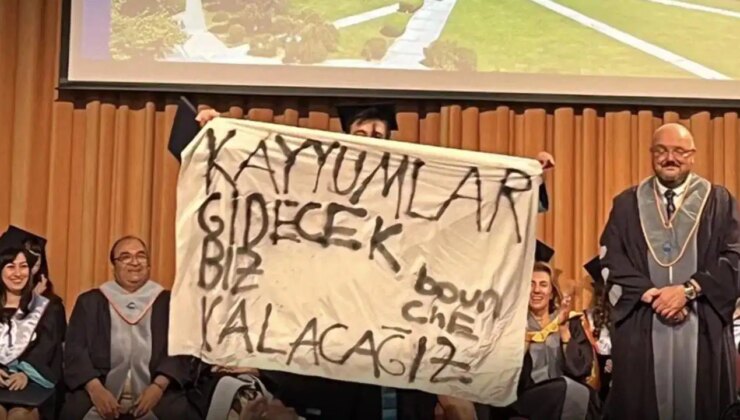 KAYYUMLAR
GİDECEK
BİZ
KALACAĞIZ
boun
ChE